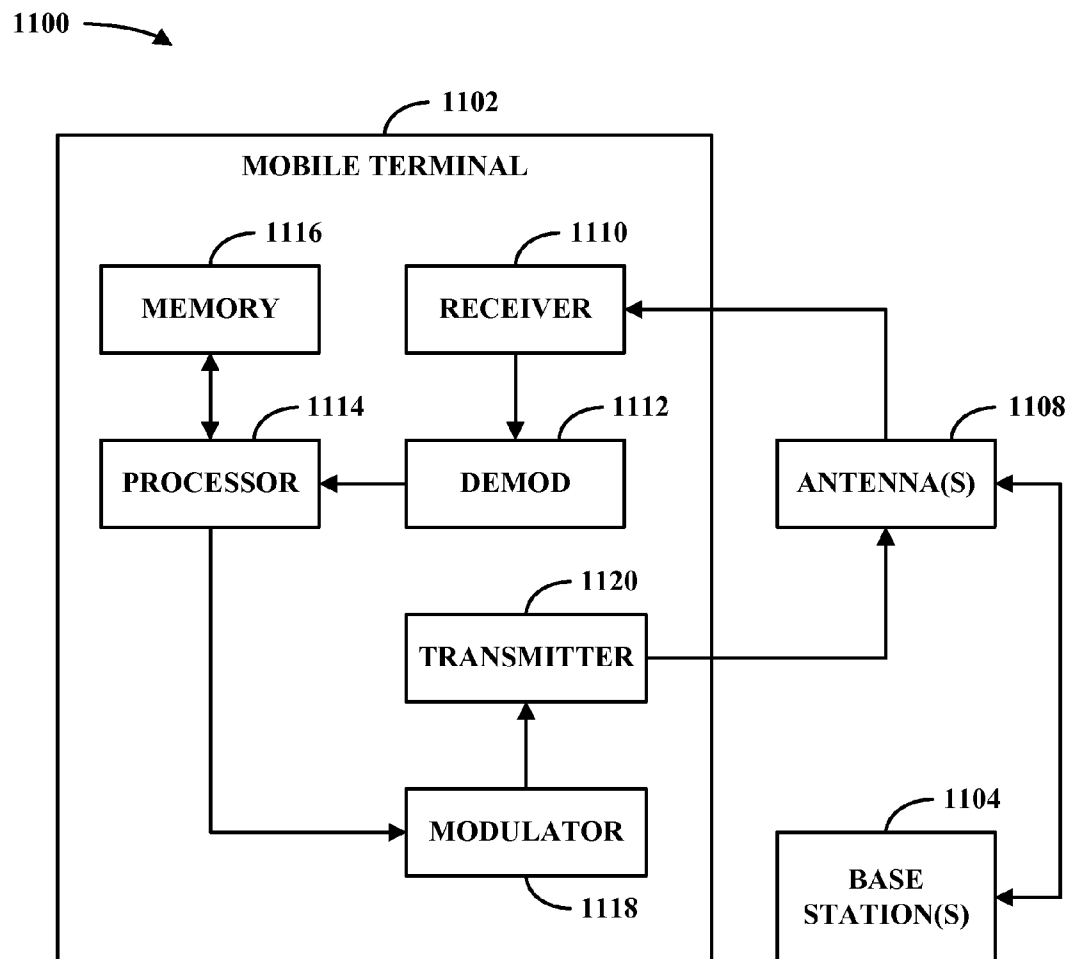 1100
1102
MOBILE TERMINAL
1116
1110
MEMORY
RECEIVER
1114
1112
1108
PROCESSOR
DEMOD
ANTENNA(S)
1120
TRANSMITTER
1104
MODULATOR
BASE
STATION(S)
1118